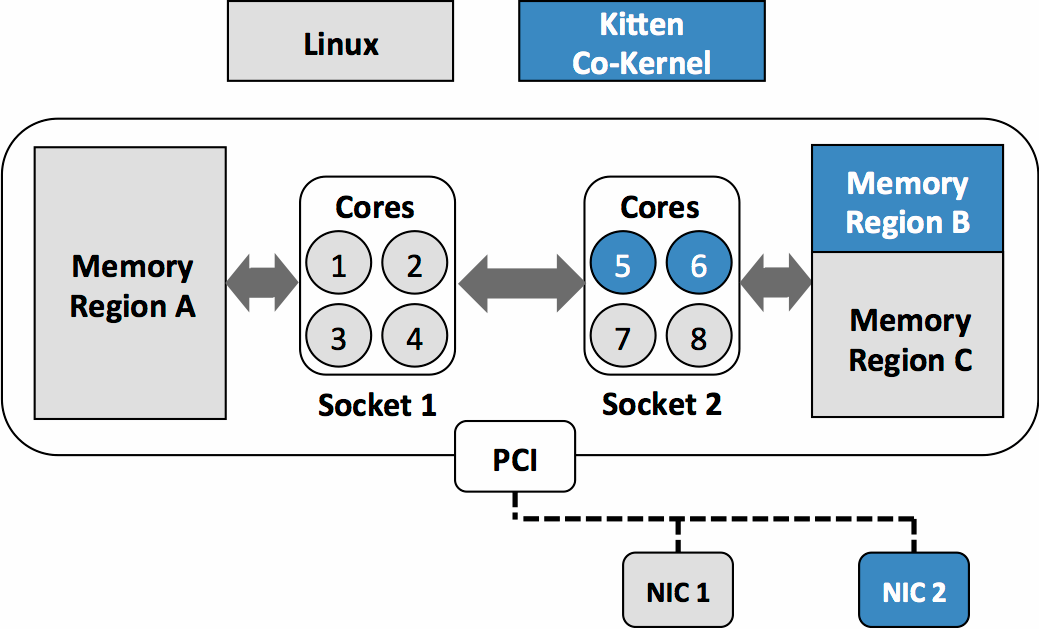 Linux
Kitten
Co-Kernel
Memory
Region A
Cores
1 2
3 4
Socket 1
Cores
5 6
7 8
Socket 2
Memory
Region B
Memory
Region C
PCI
NIC 1
NIC 2